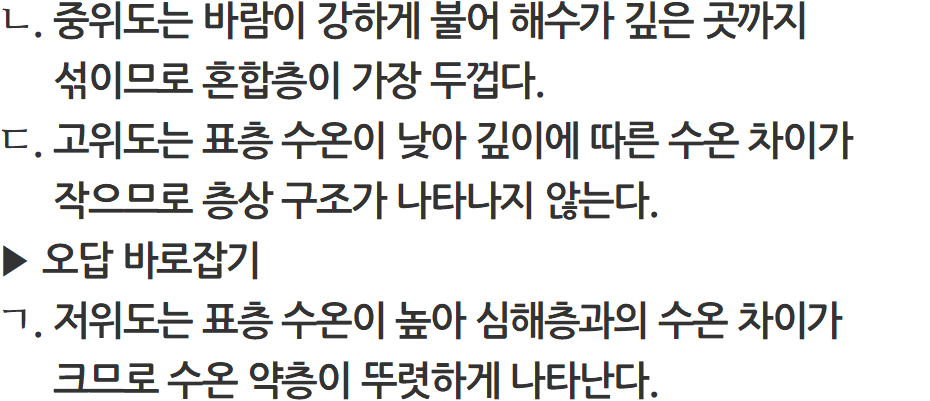 ㄴ. 중위도는 바람이 강하게 불어 해수가 깊은 곳까지
섞이므로 혼합층이 가장 두껍다.
ㄷ. 고위도는 표층 수온이 낮아 깊이에 따른 수온 차이가
작으므로 층상 구조가 나타나지 않는다.
▶ 오답 바로잡기
ㄱ. 저위도는 표층 수온이 높아 심해층과의 수온 차이가
크므로 수온 약층이 뚜렷하게 나타난다.